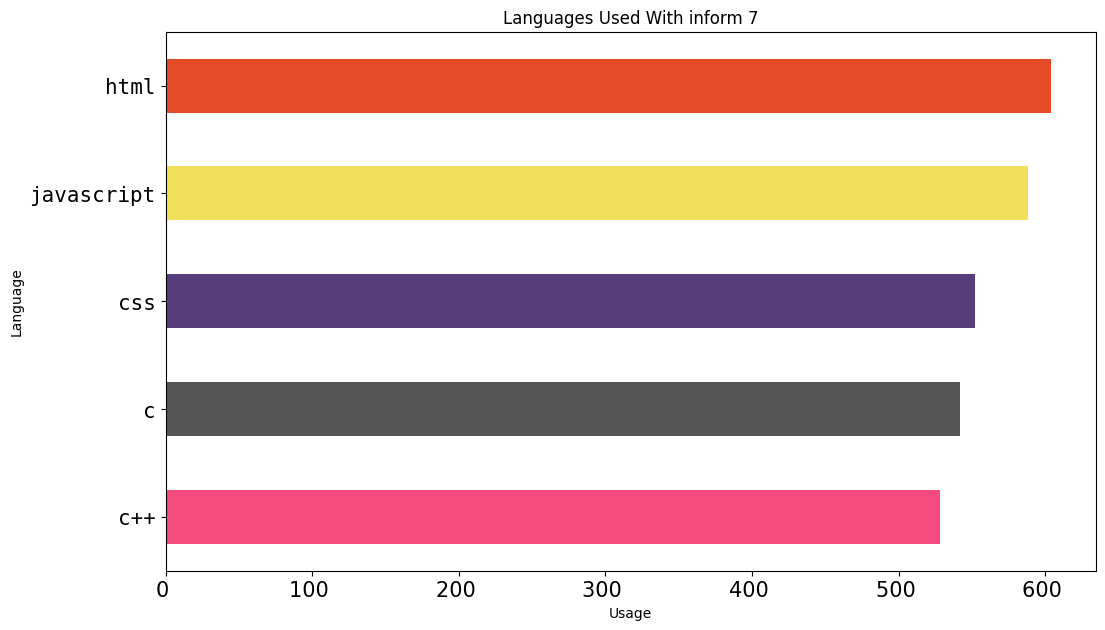 Languages Used With inform 7
html
javascript
css
c
c++
Language
0 100 200 300 400 500 600
Usage